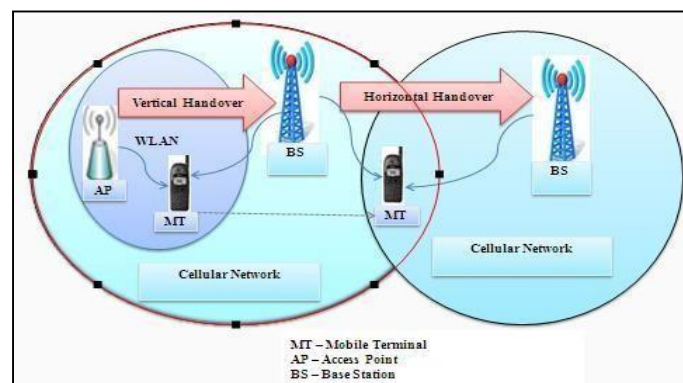 Vertical Handover
Horizontal Handover
WLAN
BS
AP
MT
MT
BS
Cellular Network
Cellular Network
MT – Mobile Terminal
AP – Access Point
BS – Base Station